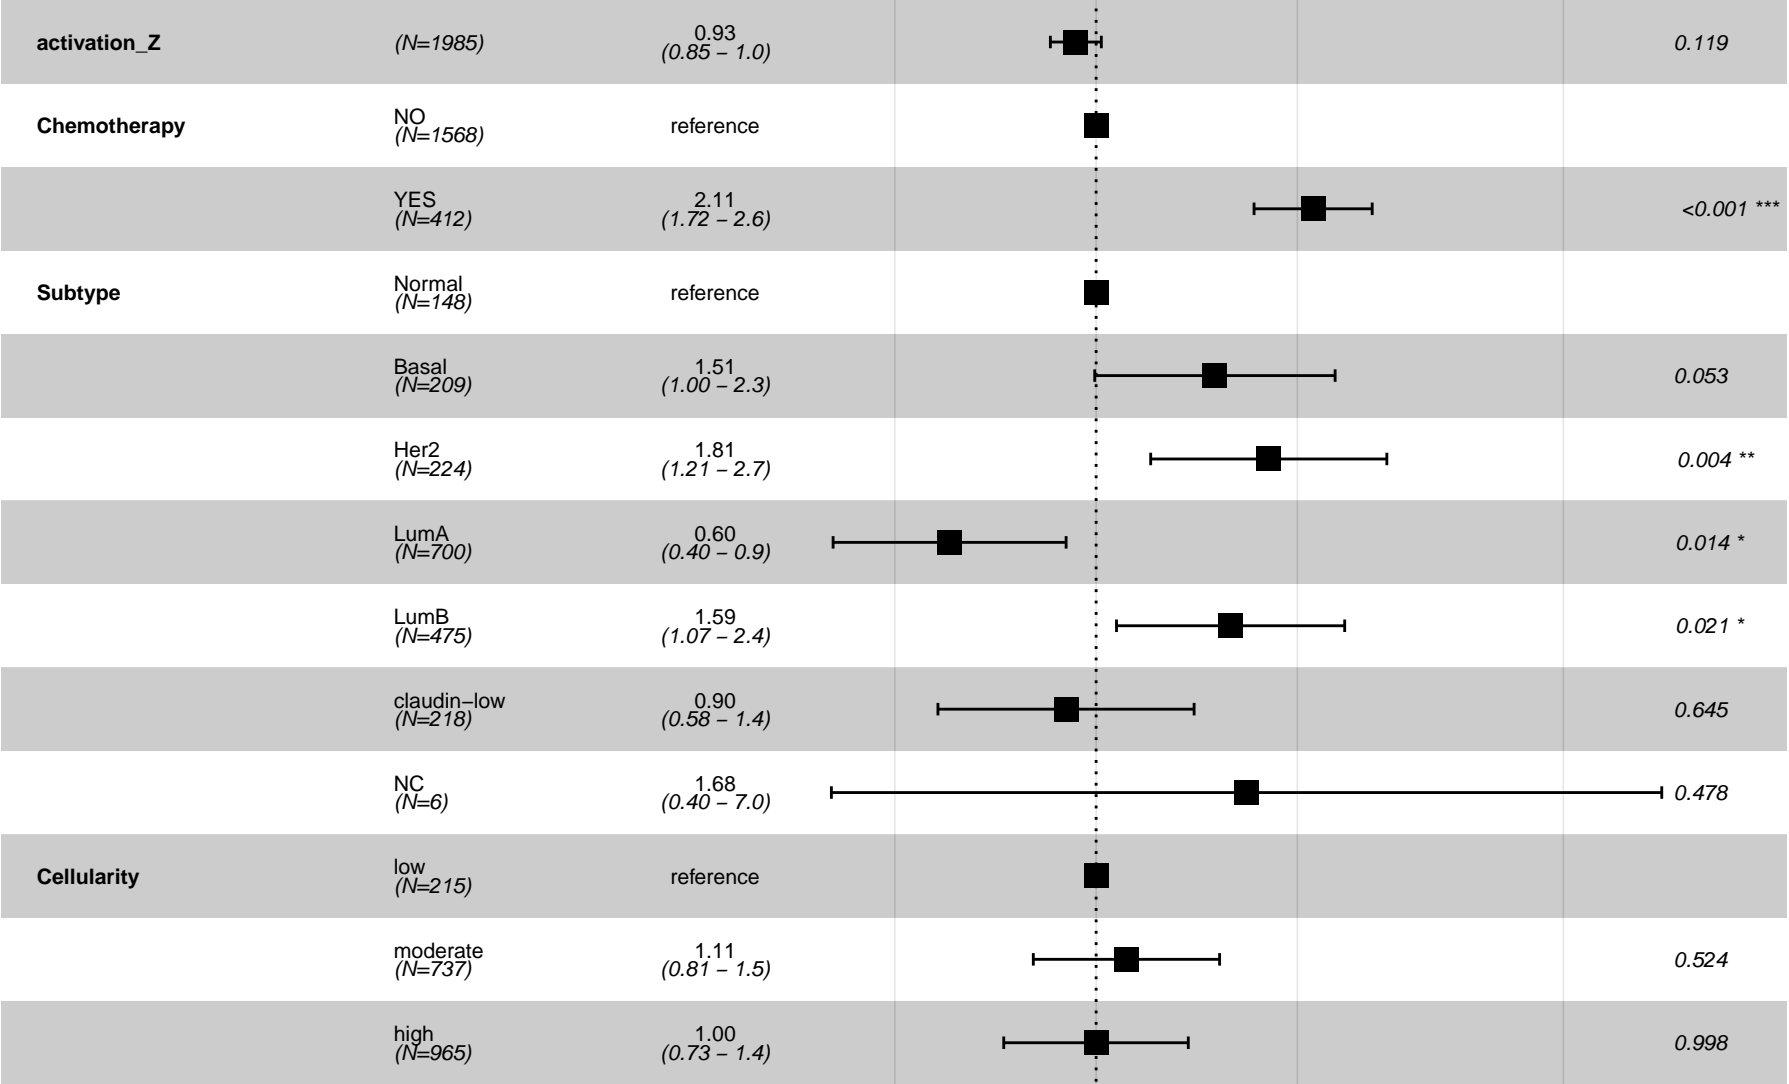 activation_Z (N=1985) 0.93 (0.85 – 1.0) 0.119
Chemotherapy NO (N=1568) reference
YES (N=412) 2.11 (1.72 – 2.6) <0.001 ***
Subtype Normal (N=148) reference
Basal (N=209) 1.51 (1.00 – 2.3) 0.053
Her2 (N=224) 1.81 (1.21 – 2.7) 0.004 **
LumA (N=700) 0.60 (0.40 – 0.9) 0.014 *
LumB (N=475) 1.59 (1.07 – 2.4) 0.021 *
claudin−low (N=218) 0.90 (0.58 – 1.4) 0.645
NC (N=6) 1.68 (0.40 – 7.0) 0.478
Cellularity low (N=215) reference
moderate (N=737) 1.11 (0.81 – 1.5) 0.524
high (N=965) 1.00 (0.73 – 1.4) 0.998